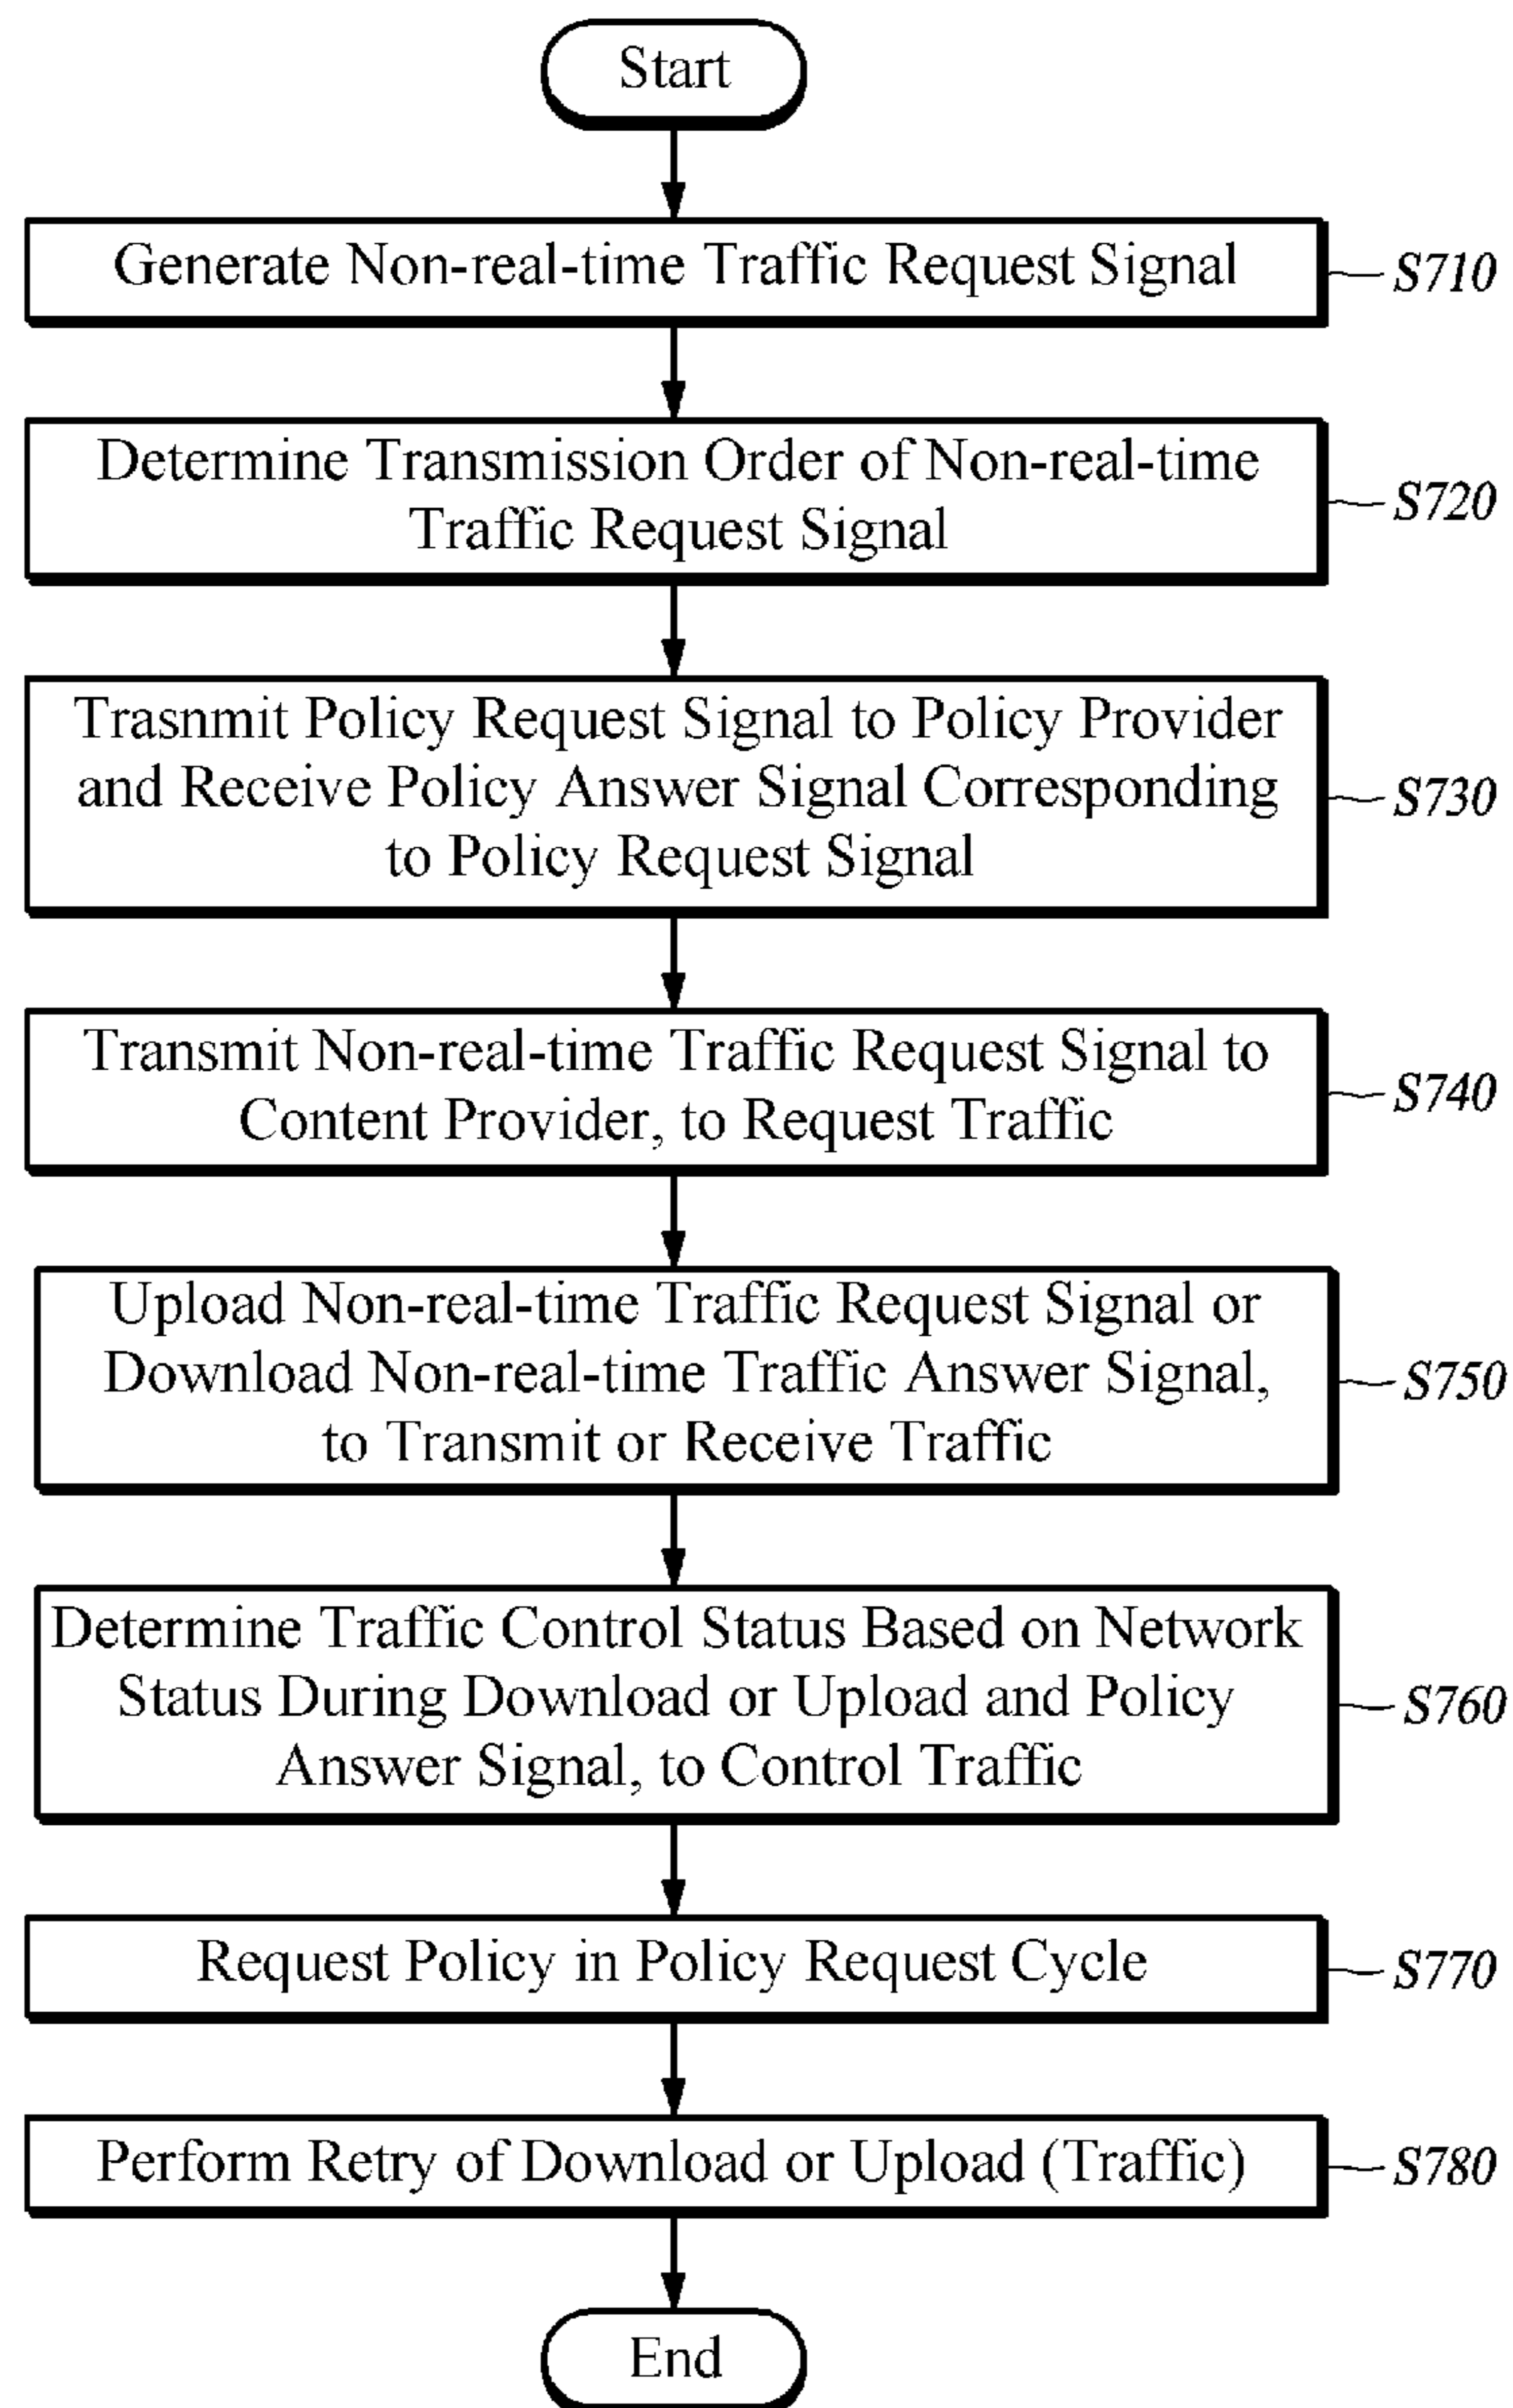 Start
Generate Non-real-time Traffic Request Signal
S710
Determine Transmission Order of Non-real-time
Traffic Request Signal
S720
Trasnmit Policy Request Signal to Policy Provider
and Receive Policy Answer Signal Corresponding
to Policy Request Signal
S730
Transmit Non-real-time Traffic Request Signal to
Content Provider, to Request Traffic
S740
Upload Non-real-time Traffic Request Signal or
Download Non-real-time Traffic Answer Signal,
to Transmit or Receive Traffic
S750
Determine Traffic Control Status Based on Network
Status During Download or Upload and Policy
Answer Signal, to Control Traffic
S760
Request Policy in Policy Request Cycle
S770
Perform Retry of Download or Upload (Traffic)
S780
End